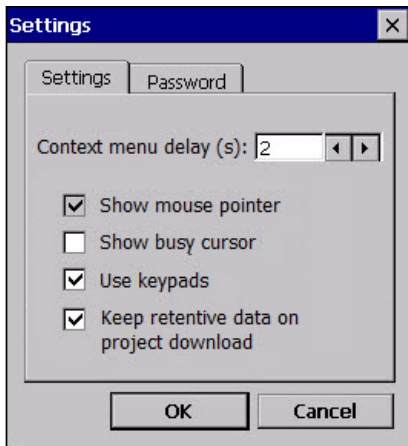 Settings
Settings Password
Context menu delay (s): 2
Show mouse pointer
Show busy cursor
Use keypads
Keep retentive data on
project download
OK Cancel